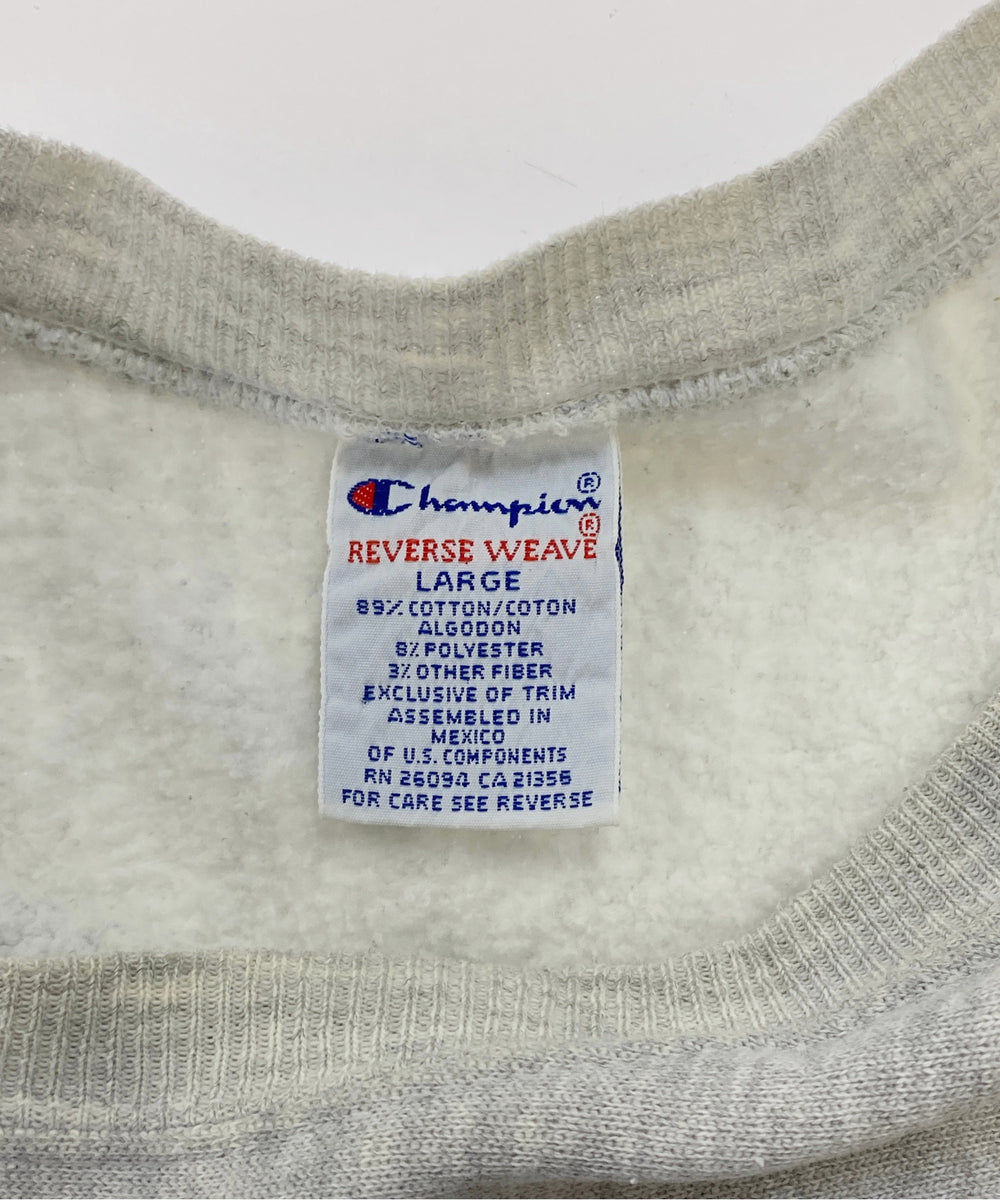 Champion®
®
REVERSE WEAVE
LARGE
89% COTTON/COTON
ALGODON
8% POLYESTER
3% OTHER FIBER
EXCLUSIVE OF TRIM
ASSEMBLED IN
MEXICO
OF U.S. COMPONENTS
RN 26094 CA 21356
FOR CARE SEE REVERSE